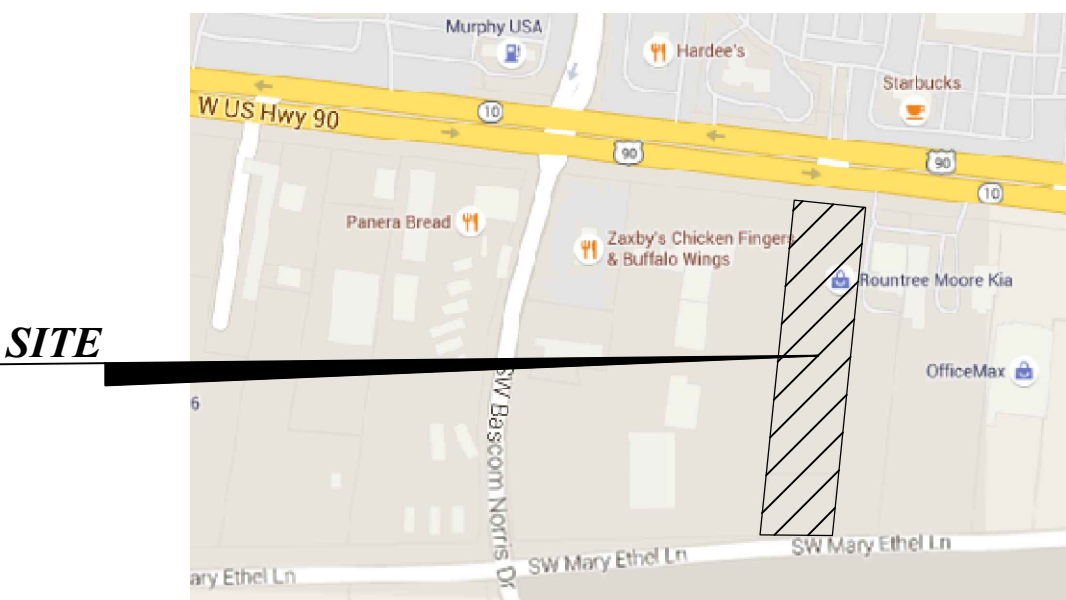 Murphy USA
Hardee's
Starbucks
W US Hwy 90
10
90
90
10
Panera Bread
Zaxby's Chicken Fingers
& Buffalo Wings
Rountree Moore Kia
SITE
OfficeMax
6
SW Bascom Norris Dr
SW Mary Ethel Ln
SW Mary Ethel Ln
ary Ethel Ln